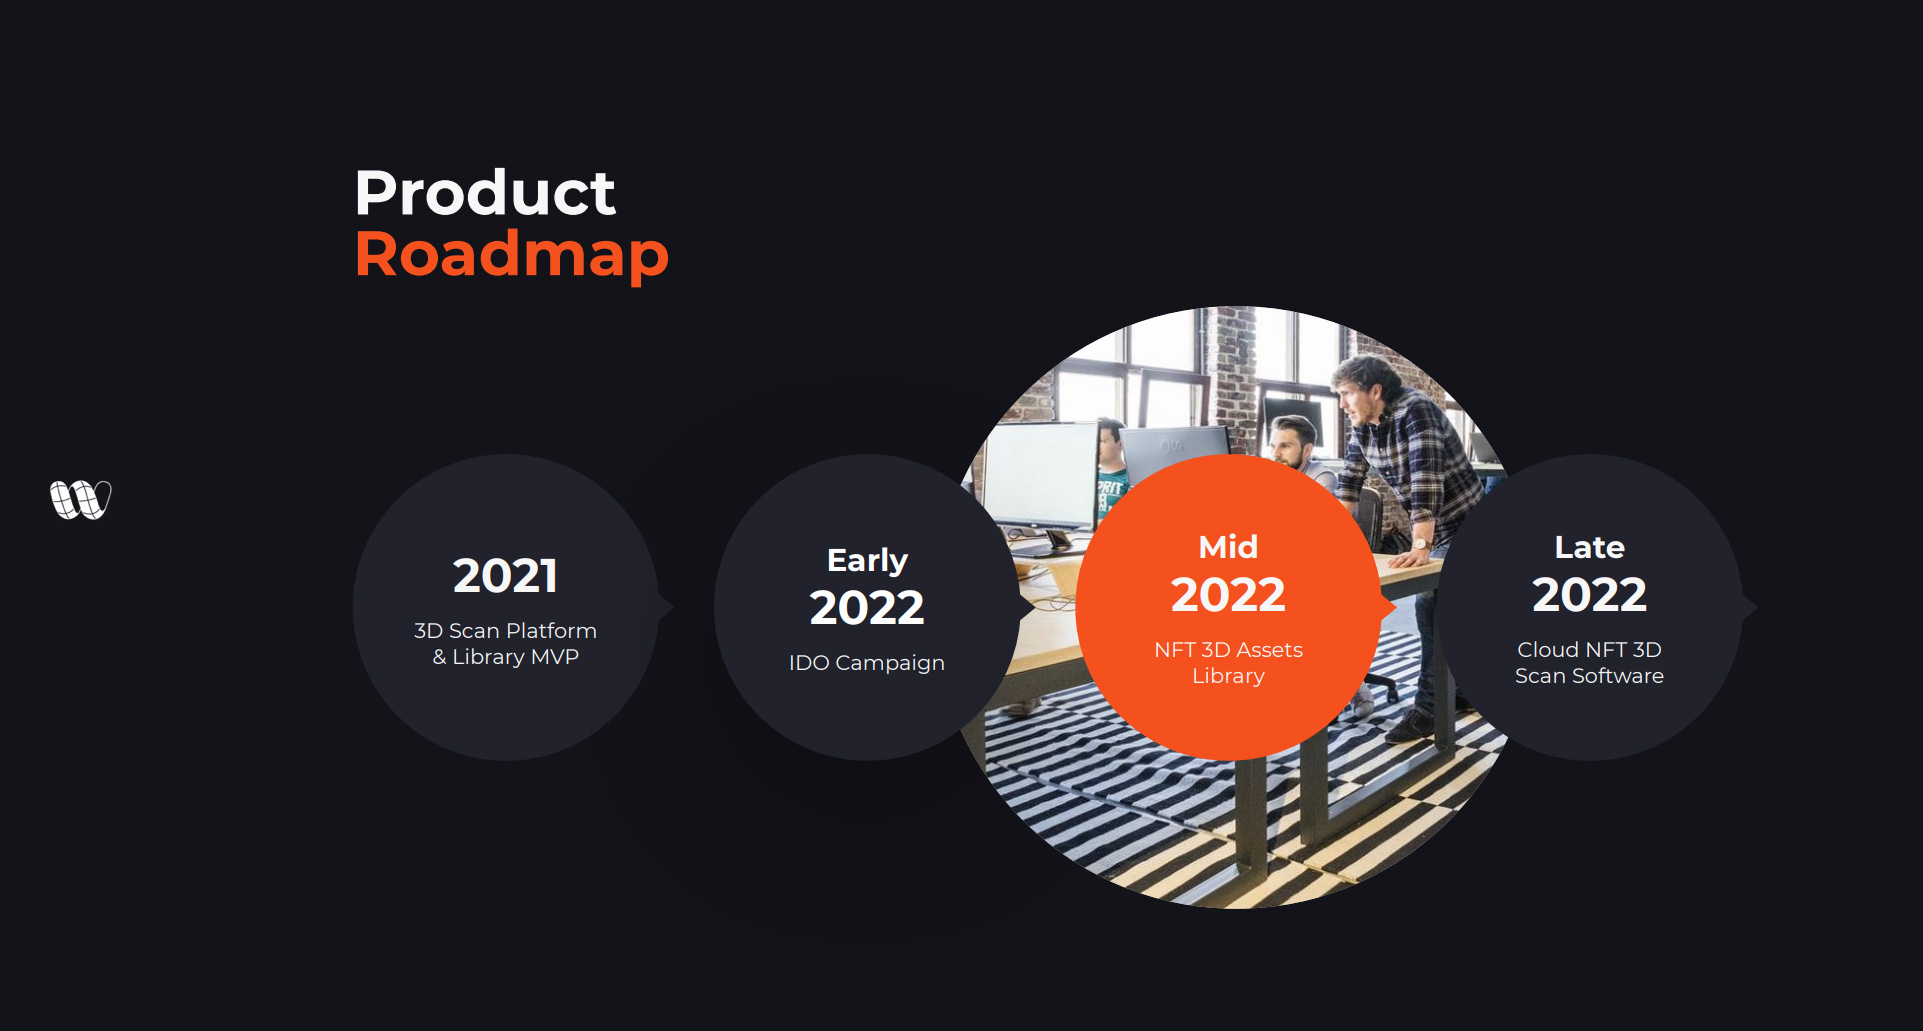 Product
Roadmap
2021
3D Scan Platform
& Library MVP
Early
2022
IDO Campaign
Mid
2022
NFT 3D Assets
Library
Late
2022
Cloud NFT 3D
Scan Software